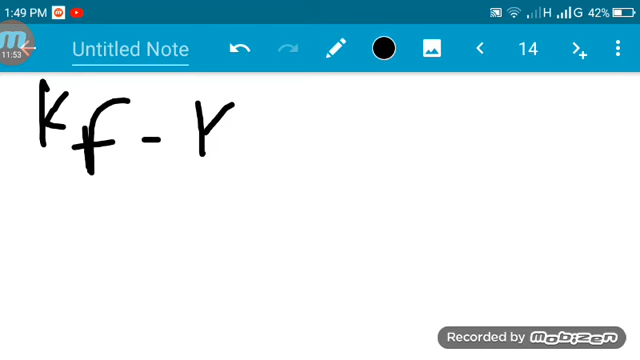 1:49 PM H G 42%
11:53 Untitled Note 14
Kf - r
Recorded by mobizen